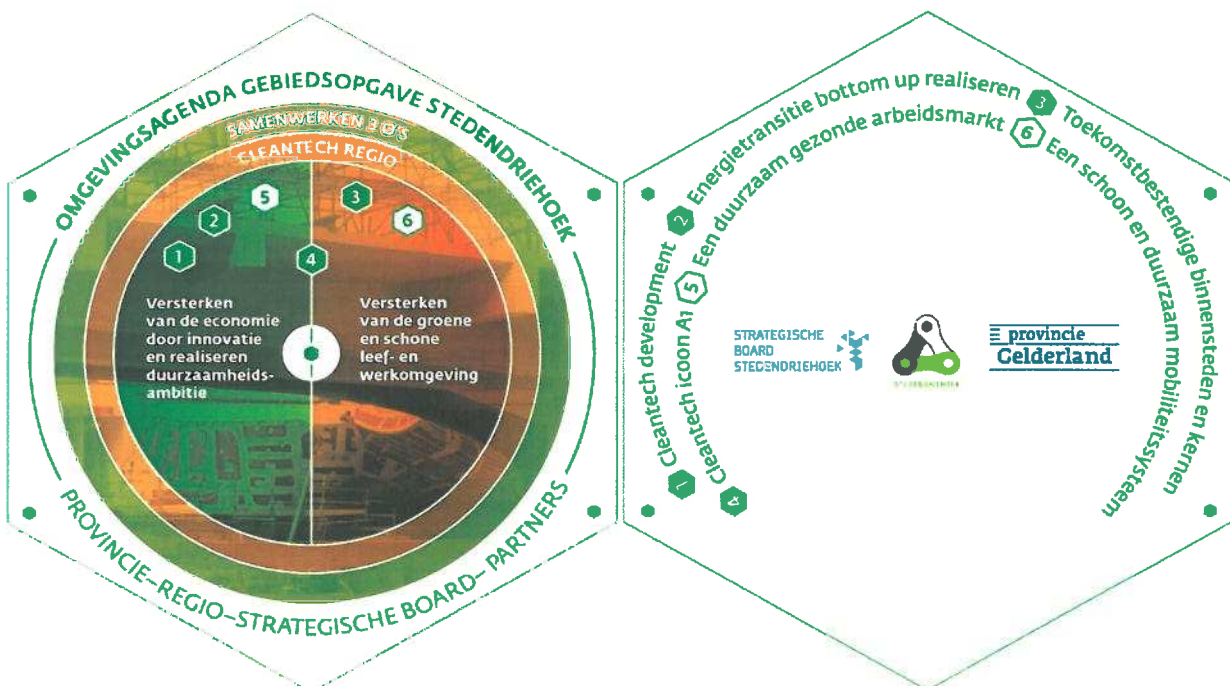 OMGEVINGSAGENDA GEBIEDSOPGAVE STEDENDRIEHOEK
SAMENWERKEN 3 O'S
CLEANTECH REGIO
5
3
2
6
1
4
Versterken
van de economie
door innovatie
en realiseren
duurzaamheids-
ambitie
Versterken
van de groene
en schone
leef- en
werkomgeving
PROVINCIE–REGIO–STRATEGISCHE BOARD–PARTNERS
1 Cleantech development 2 Energietransitie bottom up realiseren 3 Toekomstbestendige binnensteden en kernen
4 Cleantech icoon A1 5 Een duurzaam gezonde arbeidsmarkt 6 Een schoon en duurzaam mobiliteitssysteem
STRATEGISCHE
BOARD
STEDENDRIEHOEK
provincie
Gelderland